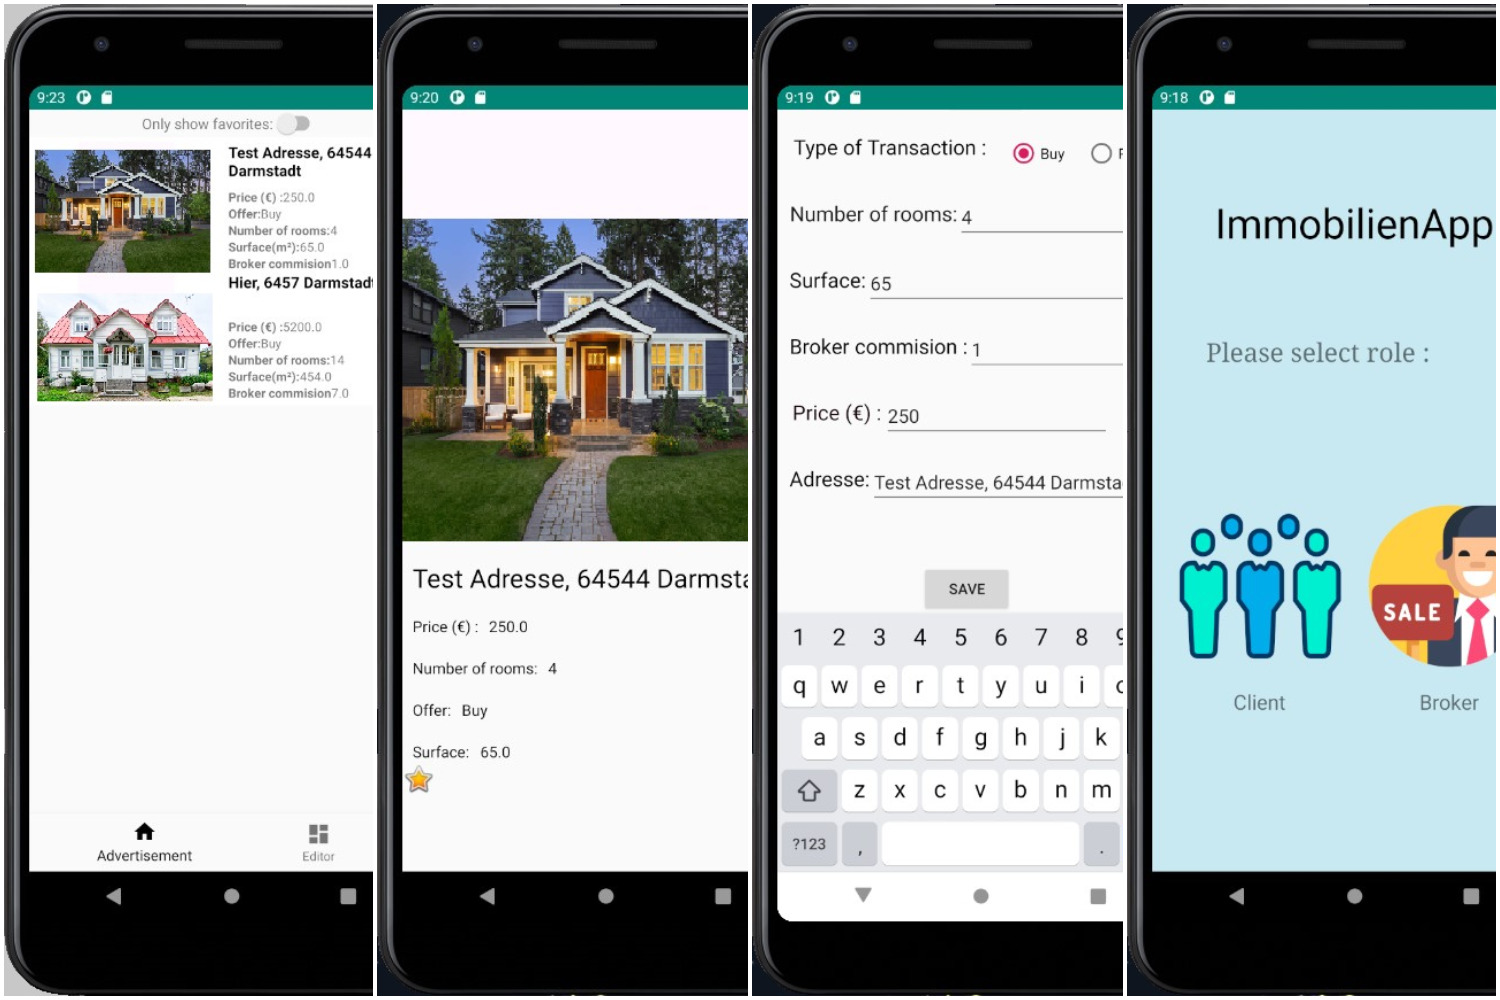 9:23
Only show favorites:
Test Adresse, 64544
Darmstadt
Price (€) :250.0
Offer:Buy
Number of rooms:4
Surface(m²):65.0
Broker commision1.0
Hier, 6457 Darmstadt
Price (€) :5200.0
Offer:Buy
Number of rooms:14
Surface(m²):454.0
Broker commision7.0
Advertisement
Editor
9:20
Test Adresse, 64544 Darmsta
Price (€) : 250.0
Number of rooms: 4
Offer: Buy
Surface: 65.0
9:19
Type of Transaction : Buy
Number of rooms: 4
Surface: 65
Broker commision : 1
Price (€) : 250
Adresse: Test Adresse, 64544 Darmsta
SAVE
1 2 3 4 5 6 7 8 9
q w e r t y u i
a s d f g h j k
z x c v b n m
?123 , .
9:18
ImmobilienApp
Please select role :
SALE
Client
Broker